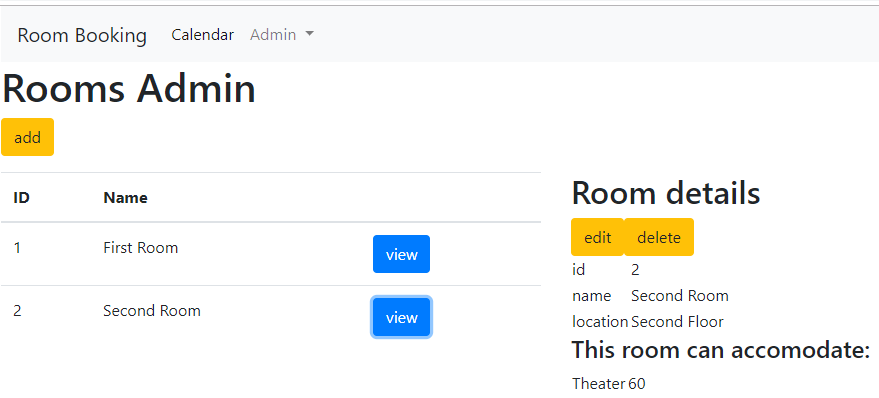 Room Booking Calendar Admin
Rooms Admin
add
ID Name
1 First Room view
2 Second Room view
Room details
edit delete
id 2
name Second Room
location Second Floor
This room can accomodate:
Theater 60